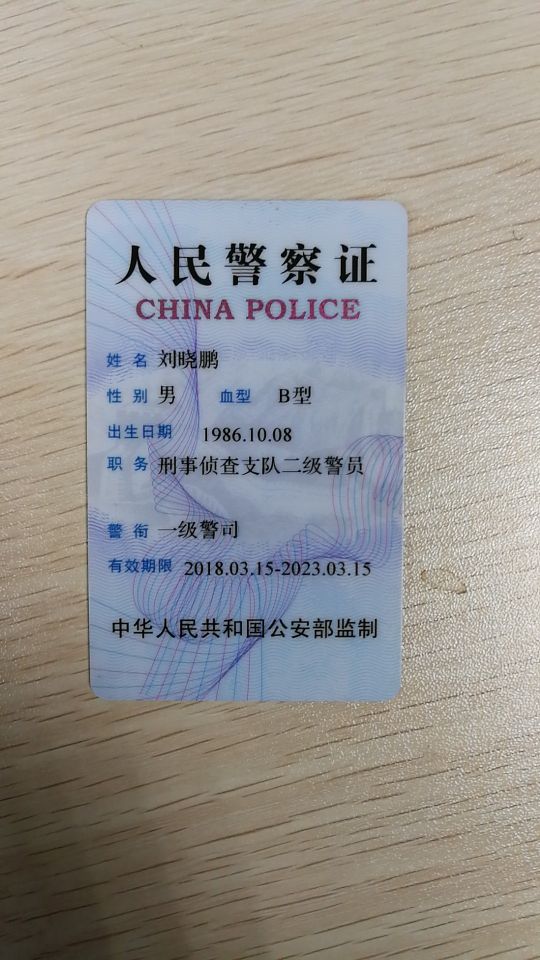 人民警察证
CHINA POLICE
姓名 刘晓鹏
性别 男 血型 B型
出生日期 1986.10.08
职务 刑事侦查支队二级警员
警衔 一级警司
有效期限 2018.03.15-2023.03.15
中华人民共和国公安部监制